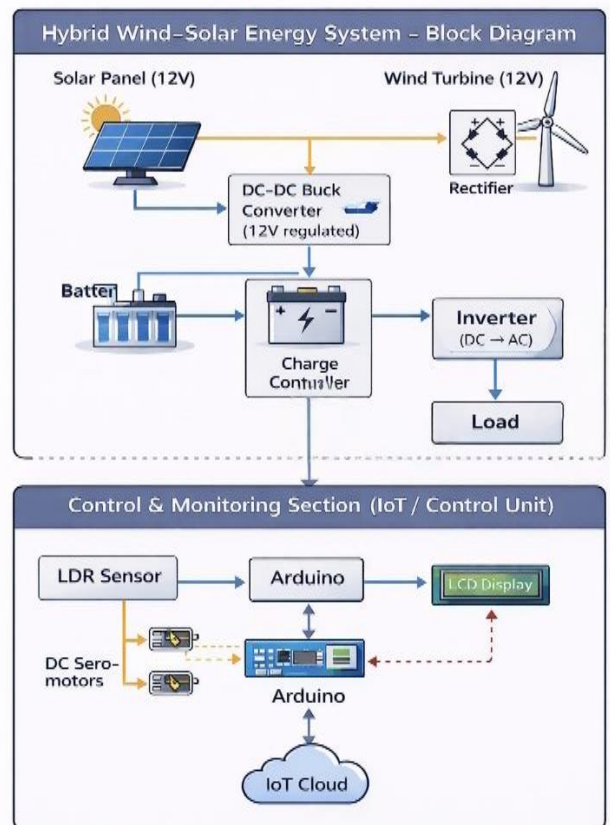 Hybrid Wind–Solar Energy System – Block Diagram
Solar Panel (12V)
Wind Turbine (12V)
Rectifier
DC-DC Buck
Converter
(12V regulated)
Batter
+ −
Charge
Inverter
(DC → AC)
Load
Control & Monitoring Section (IoT / Control Unit)
LDR Sensor
Arduino
LCD Display
DC Sero-
motors
Arduino
IoT Cloud